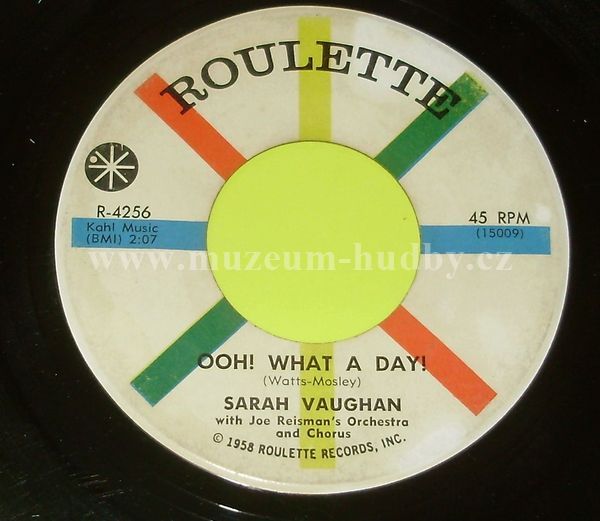 ROULETTE
R-4256
Kahl Music
(BMI) 2:07
45 RPM
(15009)
www.muzeum-hudby.cz
OOH! WHAT A DAY!
(Watts-Mosley)
SARAH VAUGHAN
with Joe Reisman's Orchestra
and Chorus
© 1958 ROULETTE RECORDS, INC.